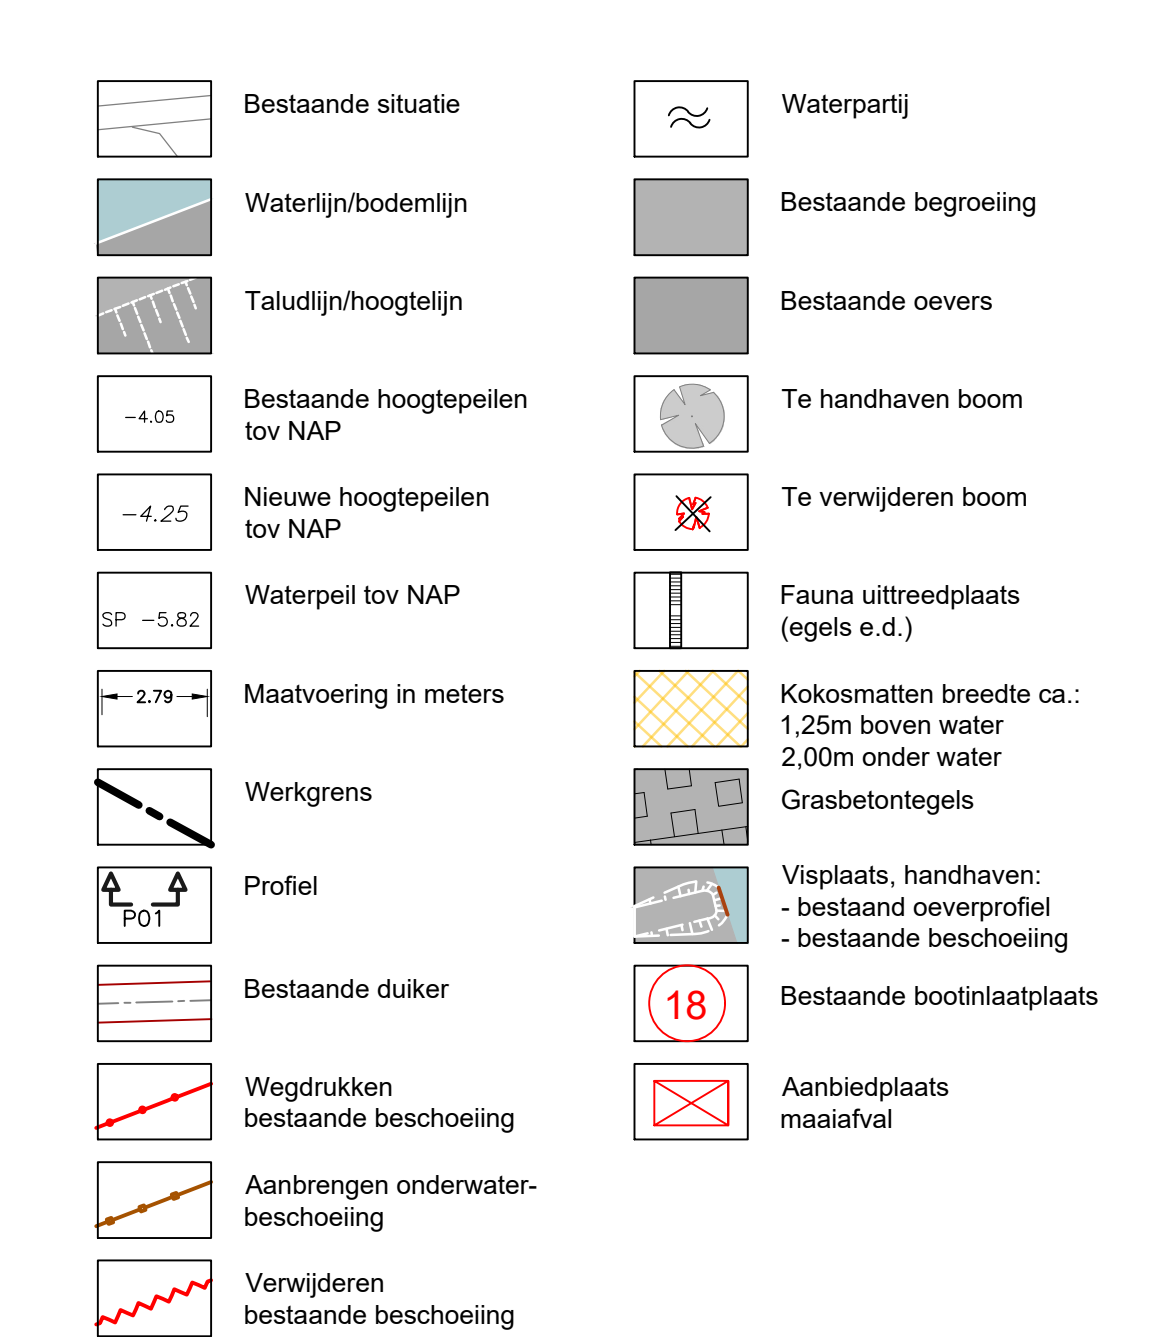 Bestaande situatie
Waterlijn/bodemlijn
Taludlijn/hoogtelijn
-4.05
Bestaande hoogtepeilen
tov NAP
-4.25
Nieuwe hoogtepeilen
tov NAP
SP -5.82
Waterpeil tov NAP
2.79
Maatvoering in meters
Werkgrens
P01
Profiel
Bestaande duiker
Wegdrukken
bestaande beschoeiing
Aanbrengen onderwater-
beschoeiing
Verwijderen
bestaande beschoeiing
Waterpartij
Bestaande begroeiing
Bestaande oevers
Te handhaven boom
Te verwijderen boom
Fauna uittreedplaats
(egels e.d.)
Kokosmatten breedte ca.:
1,25m boven water
2,00m onder water
Grasbetontegels
Visplaats, handhaven:
- bestaand oeverprofiel
- bestaande beschoeiing
18
Bestaande bootinlaatplaats
Aanbiedplaats
maaiafval